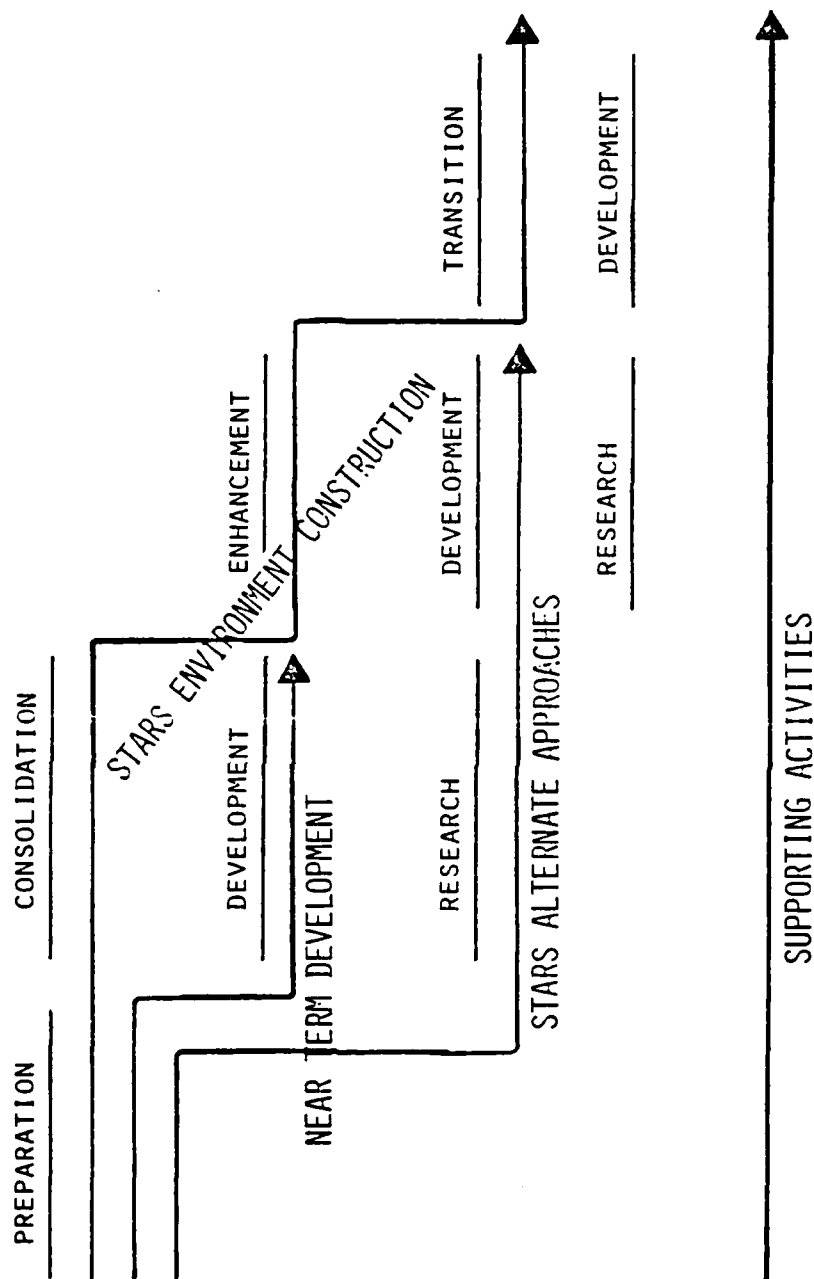 PREPARATION
CONSOLIDATION
STARS ENVIRONMENT CONSTRUCTION
DEVELOPMENT
ENHANCEMENT
NEAR TERM DEVELOPMENT
RESEARCH
DEVELOPMENT
TRANSITION
STARS ALTERNATE APPROACHES
RESEARCH
DEVELOPMENT
SUPPORTING ACTIVITIES